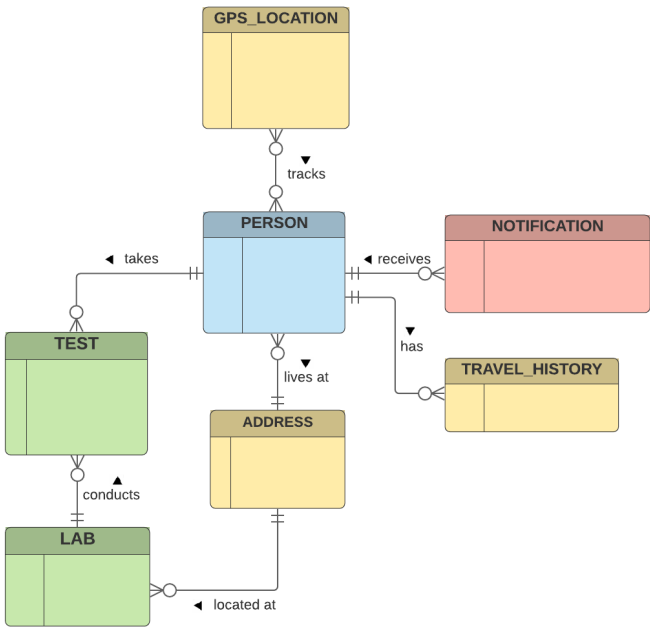 GPS_LOCATION
tracks
PERSON
NOTIFICATION
takes
receives
has
TEST
lives at
TRAVEL_HISTORY
ADDRESS
conducts
LAB
located at